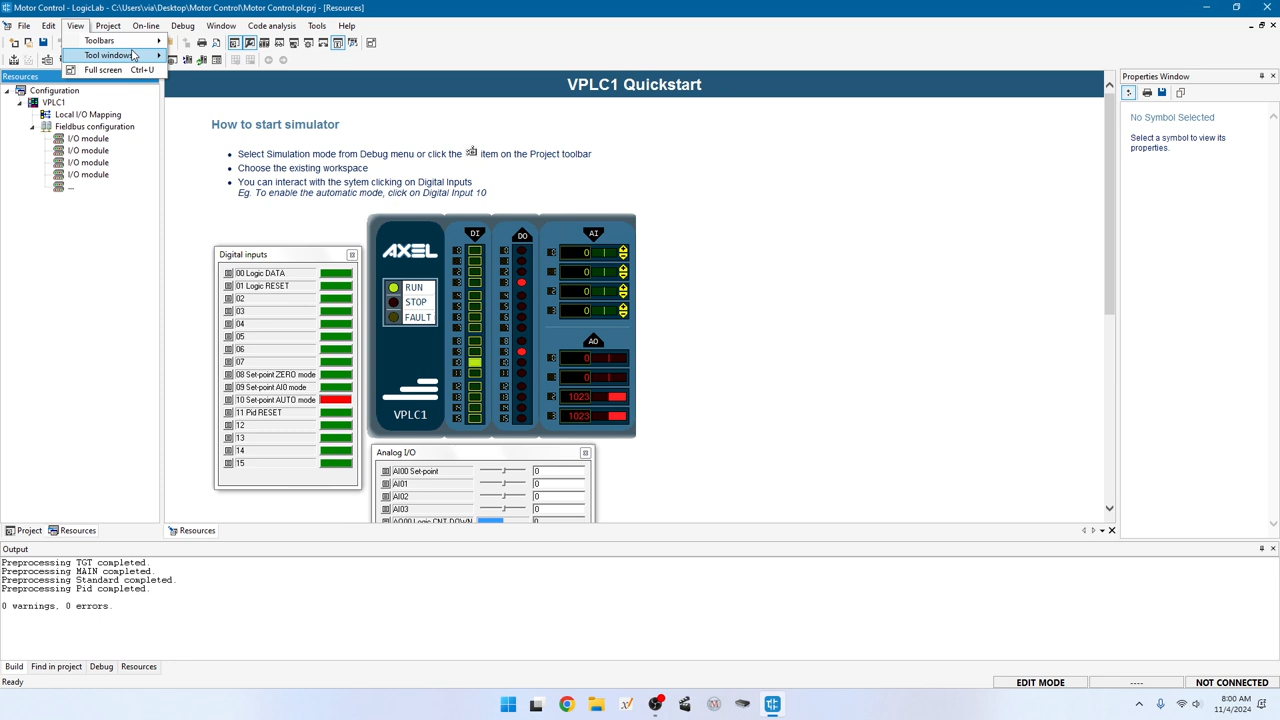 Motor Control - LogicLab - C:\Users\via\Desktop\Motor Control\Motor Control.plcprj - [Resources]
File Edit View Project On-line Debug Window Code analysis Tools Help
Toolbars
Tool windows
Full screen Ctrl+U
Resources
Configuration
VPLC1
Local I/O Mapping
Fieldbus configuration
I/O module
I/O module
I/O module
I/O module
...
Project Resources
VPLC1 Quickstart
How to start simulator
Select Simulation mode from Debug menu or click the item on the Project toolbar
Choose the existing workspace
You can interact with the sytem clicking on Digital Inputs
Eg. To enable the automatic mode, click on Digital Input 10
Digital inputs
00 Logic DATA
01 Logic RESET
02
03
04
05
06
07
08 Set-point ZERO mode
09 Set-point AI0 mode
10 Set-point AUTO mode
11 Pid RESET
12
13
14
15
AXEL
RUN
STOP
FAULT
VPLC1
DI
DO
AI
0
0
0
0
AO
0
0
1023
1023
Analog I/O
AI00 Set-point 0
AI01 0
AI02 0
AI03 0
AO00 Logic CNT DOWN 0
Resources
Properties Window
No Symbol Selected
Select a symbol to view its
properties.
Output
Preprocessing TGT completed.
Preprocessing MAIN completed.
Preprocessing Standard completed.
Preprocessing Pid completed.
0 warnings, 0 errors.
Build Find in project Debug Resources
Ready
EDIT MODE ---- NOT CONNECTED
8:00 AM
11/4/2024